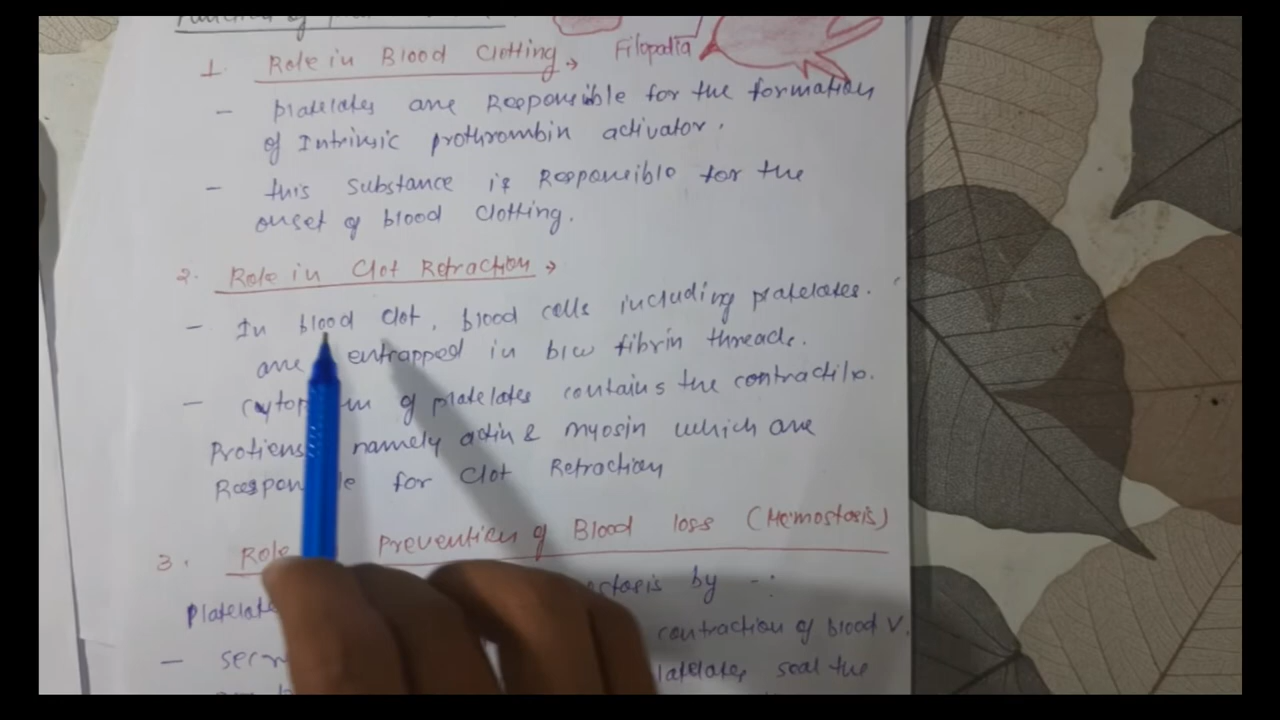 Function of
1. Role in Blood Clotting → Filopodia
- platelates are Responsible for the formation
of Intrinsic prothrombin activator.
- this substance is Responsible for the
onset of blood clotting.
2. Role in Clot Retraction →
- In blood clot, blood cells including platelates.
are entrapped in b/w fibrin threads.
- of platelates contains the contractile.
Protiens namely actin & myosin which are
for Clot Retraction
3. Role Prevention of Blood loss (Hemostasis)
by -:
contraction of blood V.
seal the